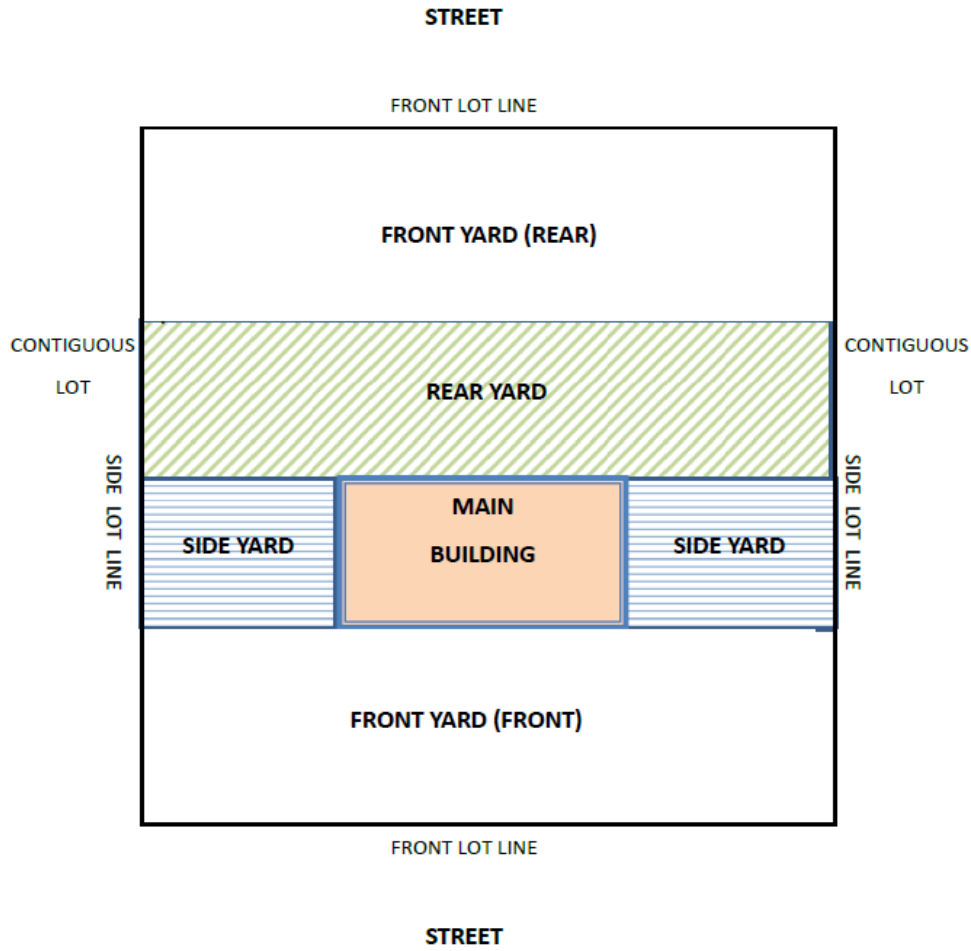 STREET
FRONT LOT LINE
FRONT YARD (REAR)
CONTIGUOUS
LOT
CONTIGUOUS
LOT
REAR YARD
SIDE LOT LINE
SIDE LOT LINE
MAIN
BUILDING
SIDE YARD
SIDE YARD
FRONT YARD (FRONT)
FRONT LOT LINE
STREET